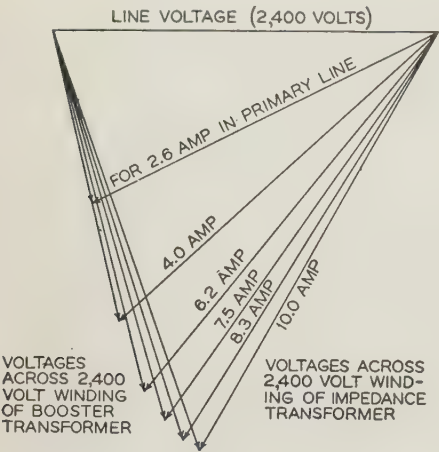 LINE VOLTAGE (2,400 VOLTS)
FOR 2.6 AMP IN PRIMARY LINE
4.0 AMP
6.2 AMP
7.5 AMP
8.3 AMP
10.0 AMP
VOLTAGES
ACROSS 2,400
VOLT WINDING
OF BOOSTER
TRANSFORMER
VOLTAGES ACROSS
2,400 VOLT WIND-
ING OF IMPEDANCE
TRANSFORMER